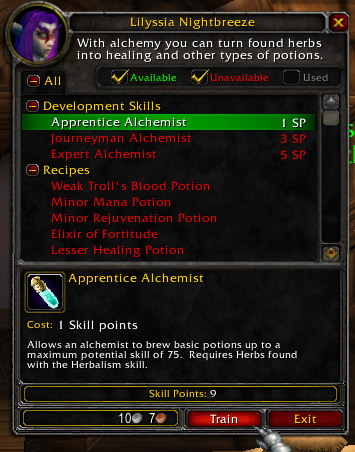 Lilyssia Nightbreeze
With alchemy you can turn found herbs
into healing and other types of potions.
All
Available Unavailable Used
Development Skills
Apprentice Alchemist 1 SP
Journeyman Alchemist 3 SP
Expert Alchemist 5 SP
Recipes
Weak Troll's Blood Potion
Minor Mana Potion
Minor Rejuvenation Potion
Elixir of Fortitude
Lesser Healing Potion
Apprentice Alchemist
Cost: 1 Skill points
Allows an alchemist to brew basic potions up to a
maximum potential skill of 75. Requires Herbs found
with the Herbalism skill.
Skill Points: 9
10 7 Train Exit